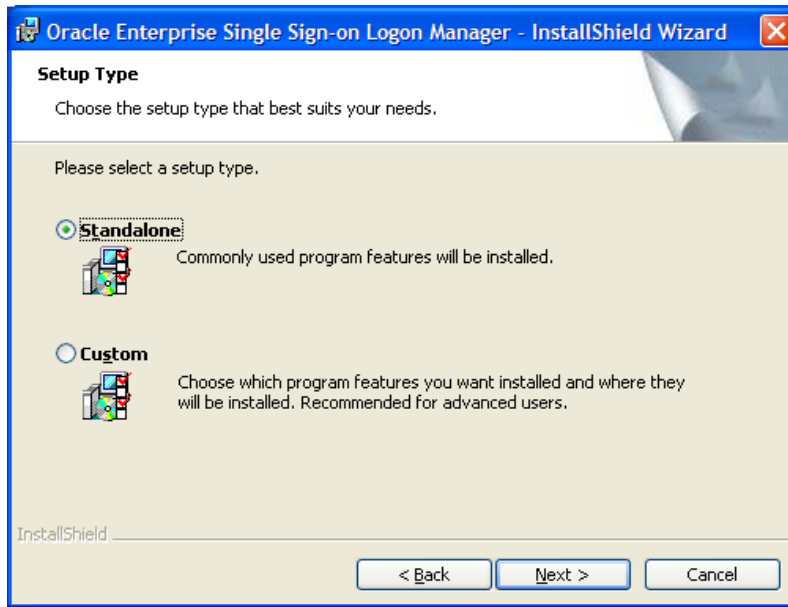 Oracle Enterprise Single Sign-on Logon Manager - InstallShield Wizard
Setup Type
Choose the setup type that best suits your needs.
Please select a setup type.
Standalone
Commonly used program features will be installed.
Custom
Choose which program features you want installed and where they
will be installed. Recommended for advanced users.
InstallShield
< Back
Next >
Cancel